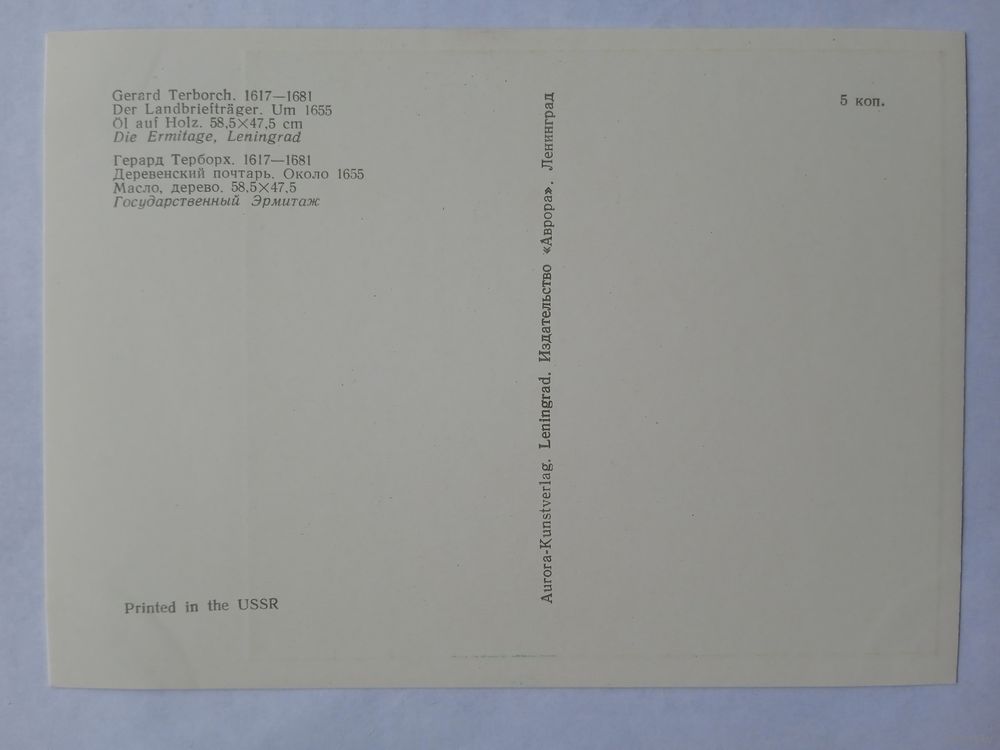 Gerard Terborch. 1617—1681
Der Landbriefträger. Um 1655
Öl auf Holz. 58,5×47,5 cm
Die Ermitage, Leningrad
Герард Терборх. 1617—1681
Деревенский почтарь. Около 1655
Масло, дерево. 58,5×47,5
Государственный Эрмитаж
Printed in the USSR
Aurora-Kunstverlag. Leningrad. Издательство «Аврора». Ленинград
5 коп.